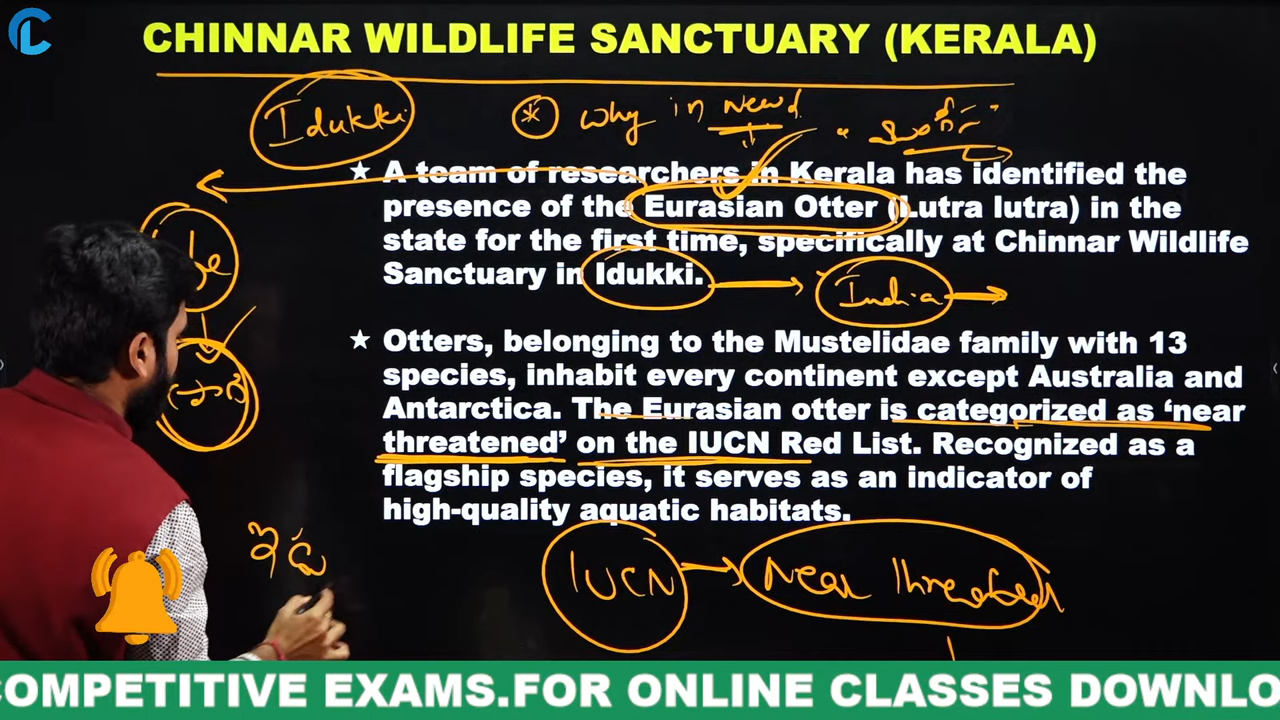 CL
CHINNAR WILDLIFE SANCTUARY (KERALA)
Idukki
* Why in News
★ A team of researchers in Kerala has identified the
presence of the Eurasian Otter (Lutra lutra) in the
state for the first time, specifically at Chinnar Wildlife
Sanctuary in Idukki.
India
★ Otters, belonging to the Mustelidae family with 13
species, inhabit every continent except Australia and
Antarctica. The Eurasian otter is categorized as ‘near
threatened’ on the IUCN Red List. Recognized as a
flagship species, it serves as an indicator of
high-quality aquatic habitats.
IUCN
Near threatened
COMPETITIVE EXAMS.FOR ONLINE CLASSES DOWNLO